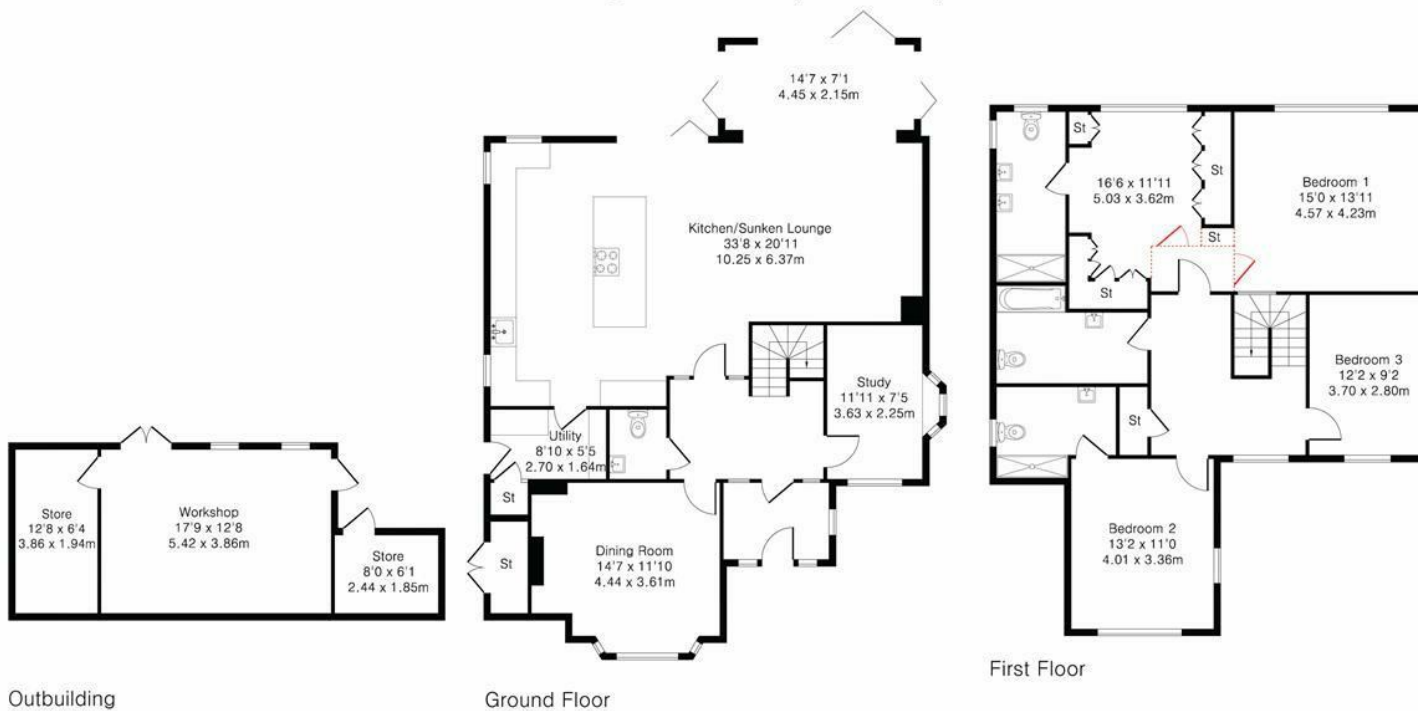 14'7 x 7'1
4.45 x 2.15m
Kitchen/Sunken Lounge
33'8 x 20'11
10.25 x 6.37m
Study
11'11 x 7'5
3.63 x 2.25m
Utility
8'10 x 5'5
2.70 x 1.64m
St
St
Dining Room
14'7 x 11'10
4.44 x 3.61m
Ground Floor
Store
12'8 x 6'4
3.86 x 1.94m
Workshop
17'9 x 12'8
5.42 x 3.86m
Store
8'0 x 6'1
2.44 x 1.85m
Outbuilding
St
16'6 x 11'11
5.03 x 3.62m
St
Bedroom 1
15'0 x 13'11
4.57 x 4.23m
St
St
Bedroom 3
12'2 x 9'2
3.70 x 2.80m
St
Bedroom 2
13'2 x 11'0
4.01 x 3.36m
First Floor